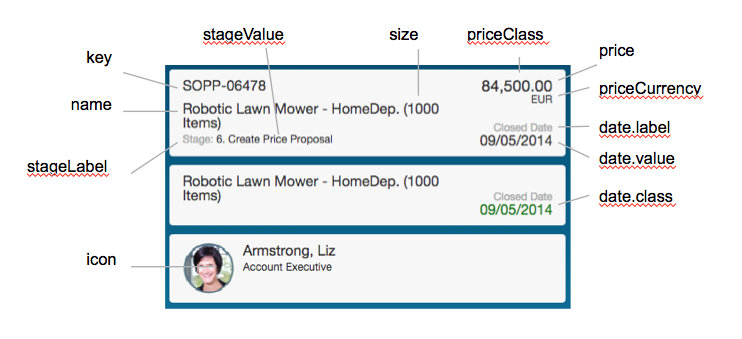 stageValue
size
priceClass
key
price
SOPP-06478
84,500.00
EUR
priceCurrency
name
Robotic Lawn Mower - HomeDep. (1000
Items)
Closed Date
date.label
Stage: 6. Create Price Proposal
09/05/2014
date.value
stageLabel
Robotic Lawn Mower - HomeDep. (1000
Items)
Closed Date
date.class
09/05/2014
icon
Armstrong, Liz
Account Executive